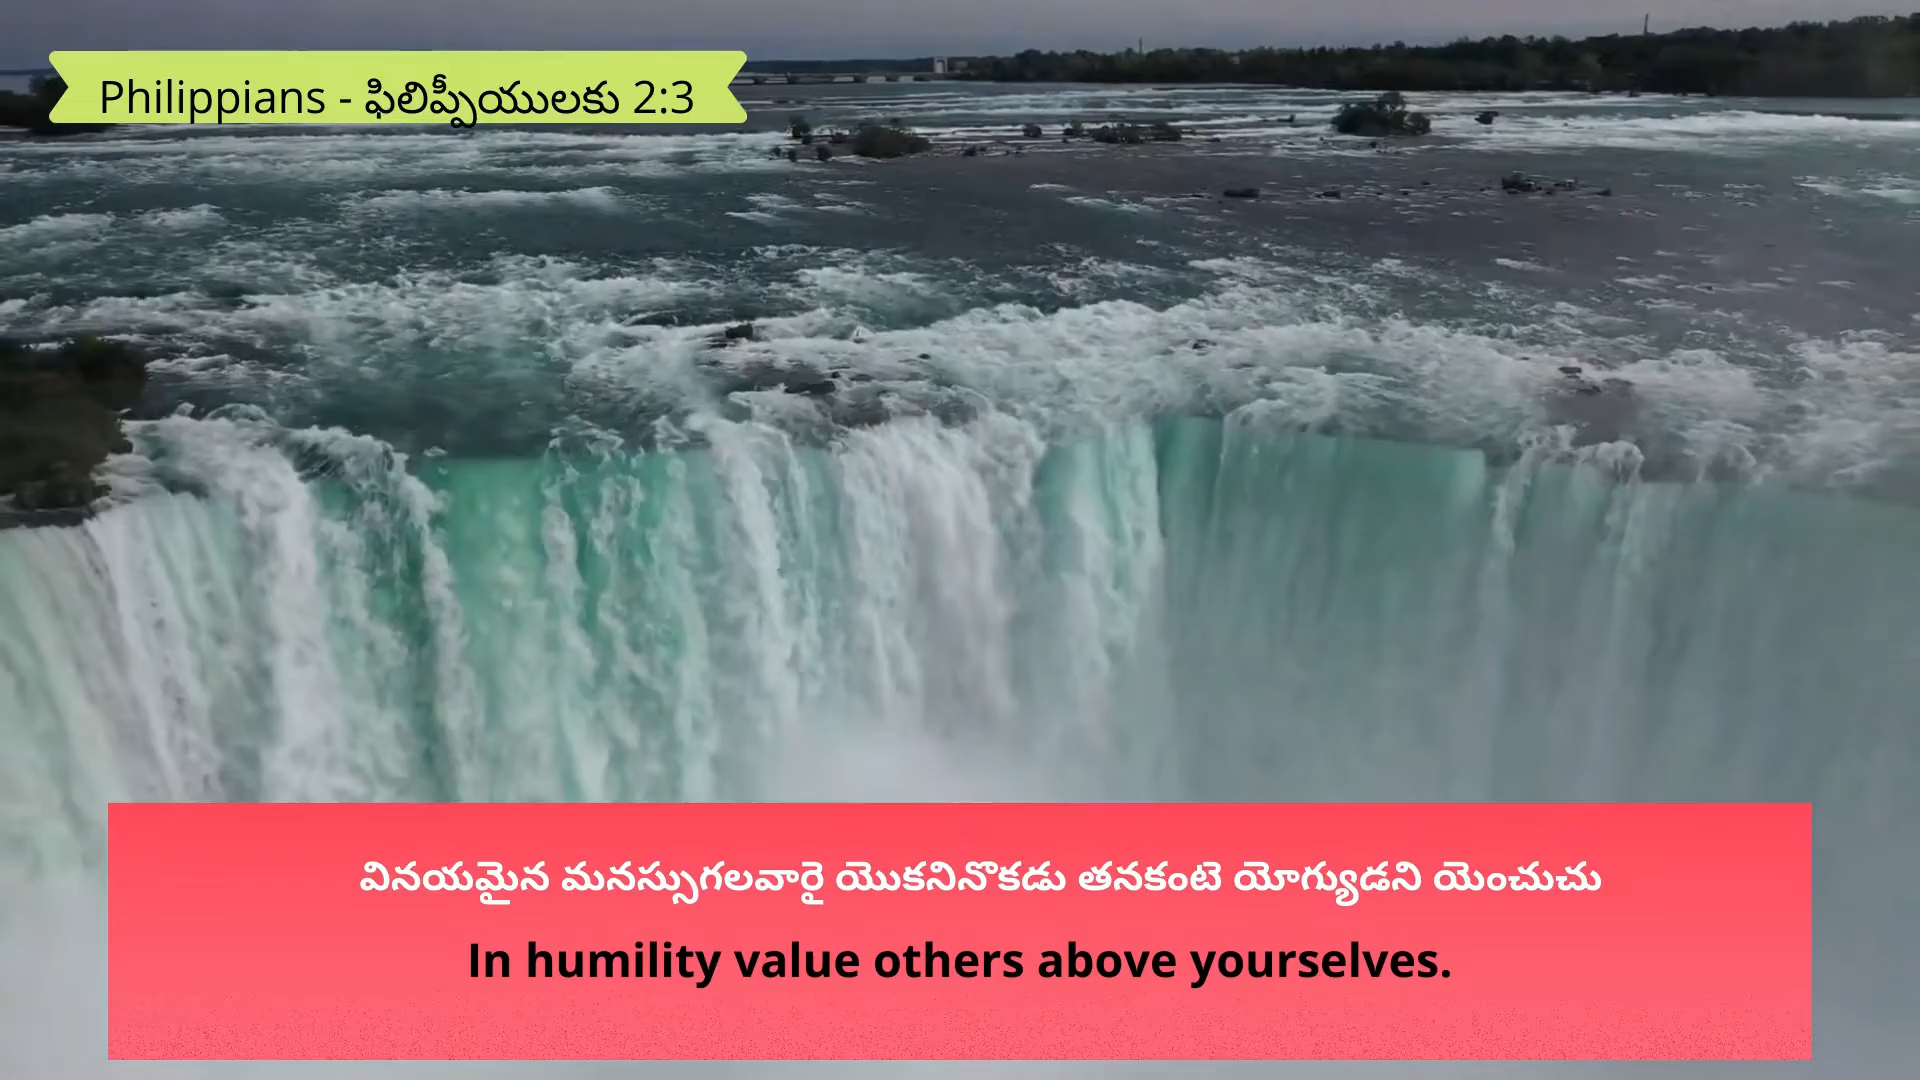 Philippians - ఫిలిప్పీయులకు 2:3
వినయమైన మనస్సుగలవారై యొకనినొకడు తనకంటె యోగ్యుడని యెంచుచు
In humility value others above yourselves.